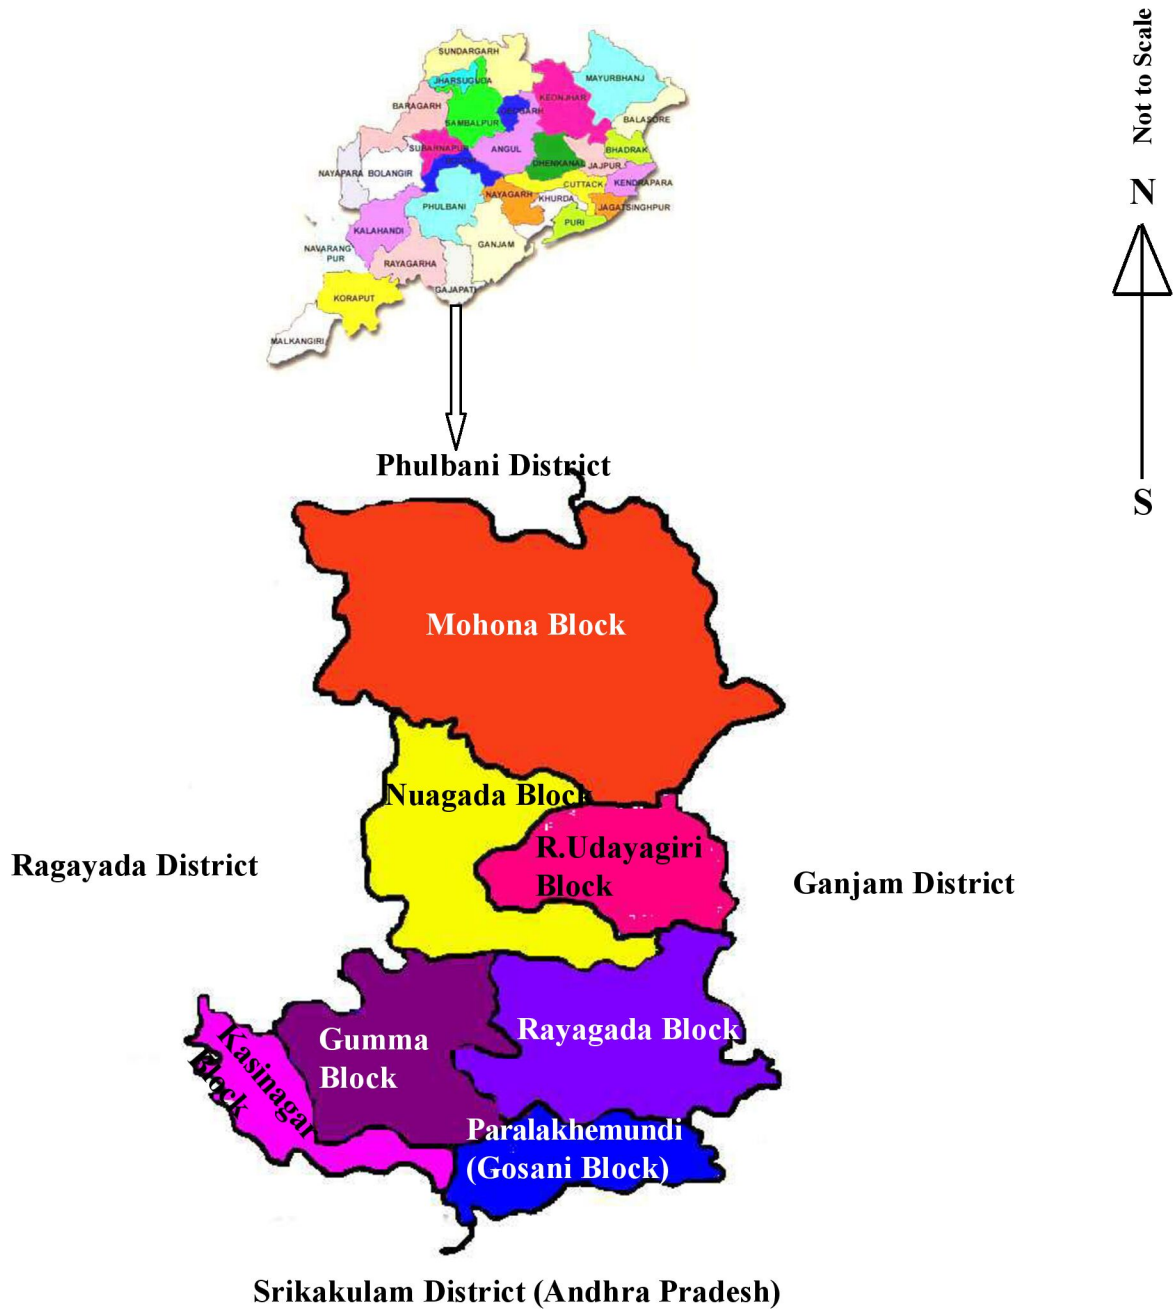 Not to Scale
SUNDARGARH
JHARSUGUDA
MAYURBHANJ
KEONJHAR
BARAGARH
DEOGARH
SAMBALPUR
BALASORE
SUBARNAPUR
ANGUL
BHADRAK
DHENKANAL
JAJPUR
NAYAPARA
BOLANGIR
CUTTACK
KENDRAPARA
NAYAGARH
KHURDA
JAGATSINGHPUR
PHULBANI
PURI
KALAHANDI
GANJAM
NAVARANG
PUR
RAYAGARHA
GAJAPATI
KORAPUT
MALKANGIRI
N
S
Phulbani District
Mohona Block
Nuagada Block
R.Udayagiri
Block
Ragayada District
Ganjam District
Gumma
Block
Rayagada Block
Kasinagar
Block
Paralakhemundi
(Gosani Block)
Srikakulam District (Andhra Pradesh)